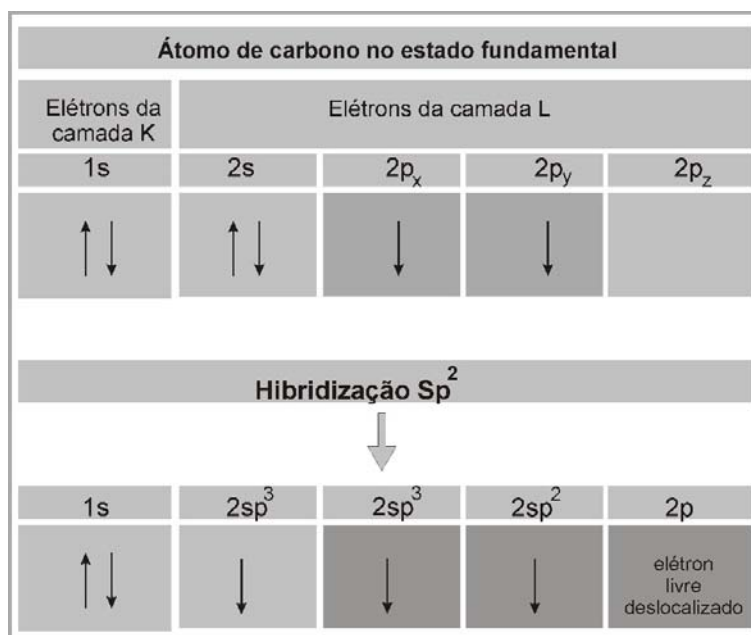 Átomo de carbono no estado fundamental
Elétrons da camada K
Elétrons da camada L
1s 2s 2px 2py 2pz
Hibridização Sp²
1s 2sp³ 2sp³ 2sp² 2p
elétron
livre
deslocalizado